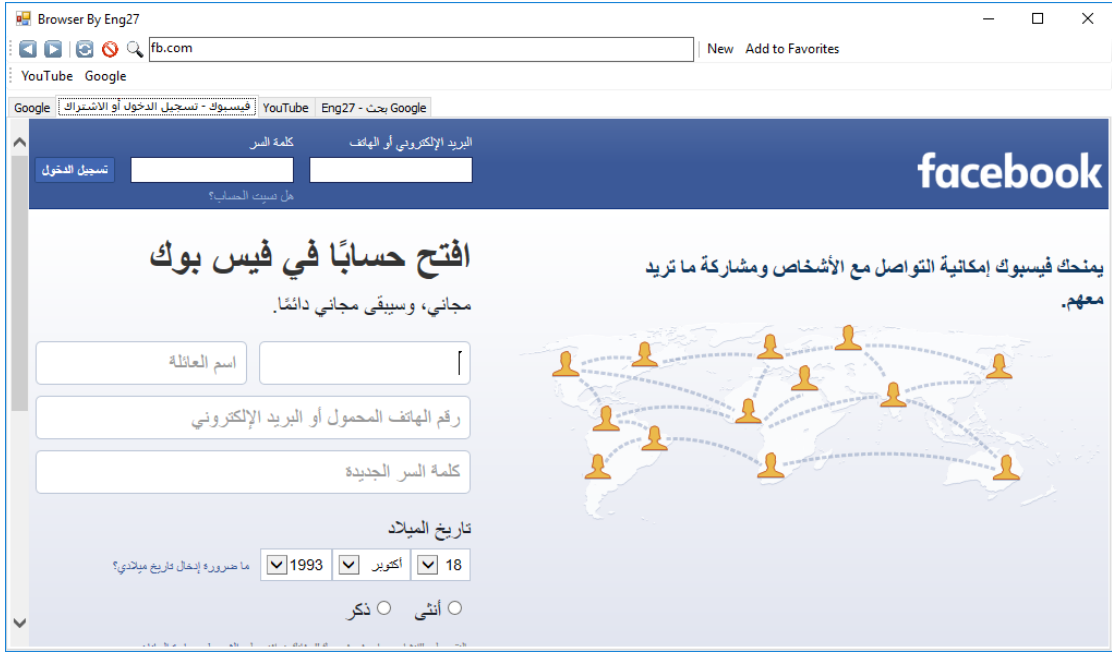 Browser By Eng27
fb.com
New Add to Favorites
YouTube Google
Google فيسبوك - تسجيل الدخول أو الاشتراك YouTube Eng27 - بحث Google
البريد الإلكتروني أو الهاتف كلمة السر
facebook
تسجيل الدخول
هل نسيت الحساب؟
افتح حسابًا في فيس بوك
مجاني، وسيبقى مجاني دائمًا.
يمنحك فيسبوك إمكانية التواصل مع الأشخاص ومشاركة ما تريد
معهم.
اسم العائلة
رقم الهاتف المحمول أو البريد الإلكتروني
كلمة السر الجديدة
تاريخ الميلاد
18 أكتوبر 1993 ما ضرورة إدخال تاريخ ميلادي؟
أنثى ذكر